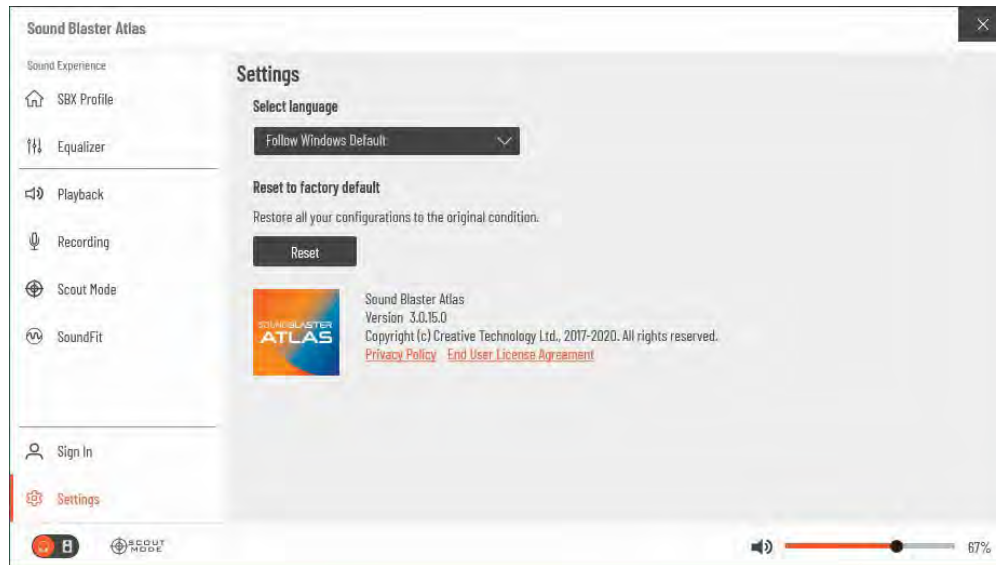 Sound Blaster Atlas
Sound Experience
SBX Profile
Equalizer
Playback
Recording
Scout Mode
SoundFit
Sign In
Settings
SCOUT MODE
Settings
Select language
Follow Windows Default
Reset to factory default
Restore all your configurations to the original condition.
Reset
SOUNDBLASTER
ATLAS
Sound Blaster Atlas
Version 3.0.15.0
Copyright (c) Creative Technology Ltd., 2017-2020. All rights reserved.
Privacy Policy End User License Agreement
67%